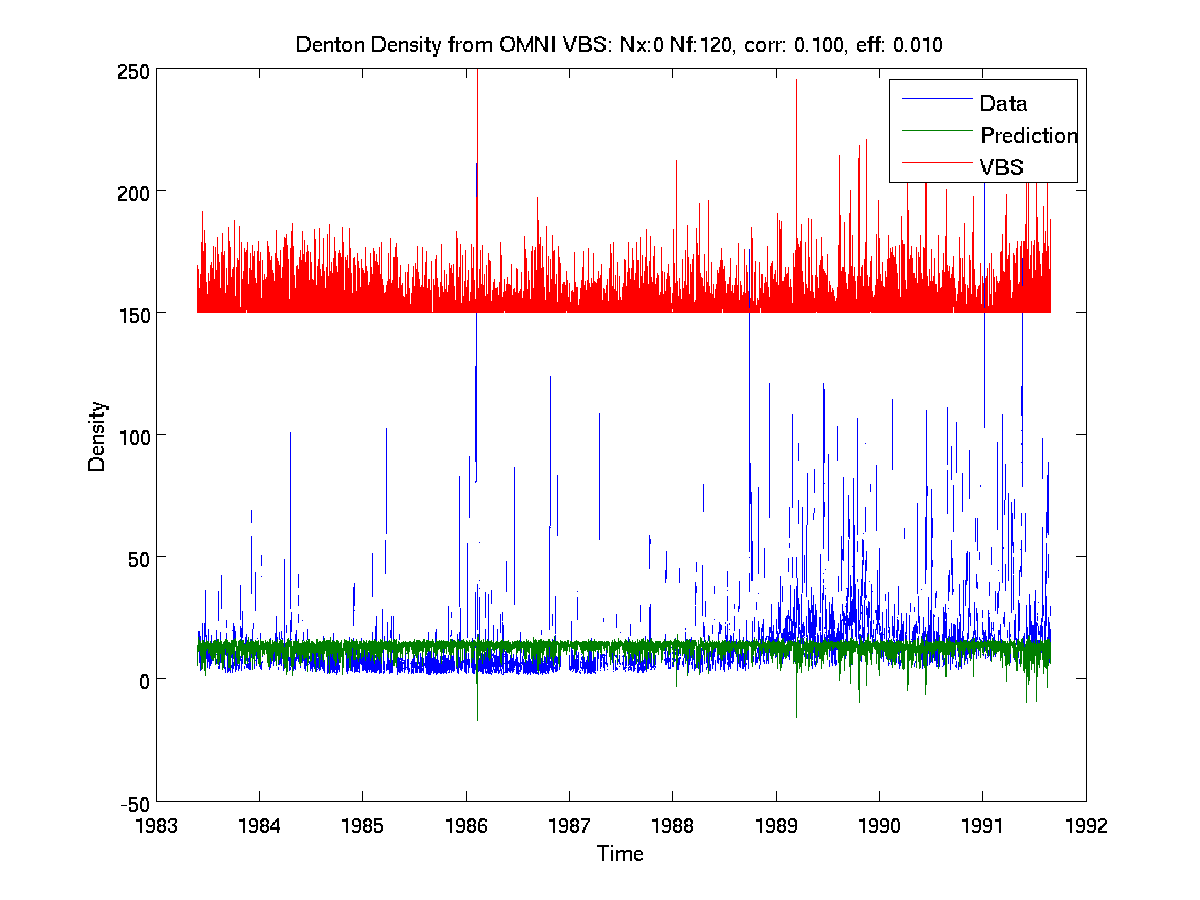 Denton Density from OMNI VBS: Nx:0 Nf:120, corr: 0.100, eff: 0.010
250
200
150
100
50
0
-50
Density
Data
Prediction
VBS
1983 1984 1985 1986 1987 1988 1989 1990 1991 1992
Time